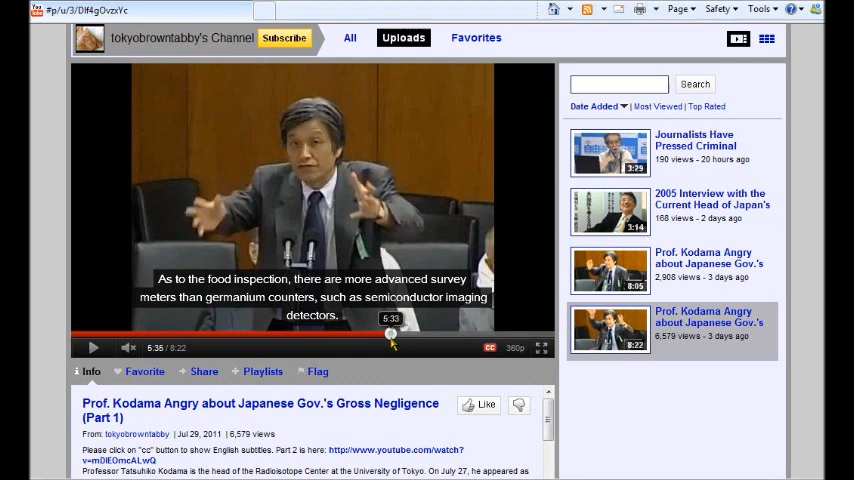 You Tube
#p/u/3/Dlf4gOvzxYc
Page
Safety
Tools
tokyobrowntabby's Channel
Subscribe
All
Uploads
Favorites
As to the food inspection, there are more advanced survey
meters than germanium counters, such as semiconductor imaging
detectors.
5:33
5:35 / 8:22
CC
360p
Info
Favorite
Share
Playlists
Flag
Prof. Kodama Angry about Japanese Gov.'s Gross Negligence
(Part 1)
Like
From: tokyobrowntabby | Jul 29, 2011 | 6,579 views
Please click on "cc" button to show English subtitles. Part 2 is here: http://www.youtube.com/watch?
v=mDlEOmcALwQ
Professor Tatsuhiko Kodama is the head of the Radioisotope Center at the University of Tokyo. On July 27, he appeared as
Search
Date Added | Most Viewed | Top Rated
3:29
Journalists Have
Pressed Criminal
190 views - 20 hours ago
3:14
2005 Interview with the
Current Head of Japan's
168 views - 2 days ago
8:05
Prof. Kodama Angry
about Japanese Gov.'s
2,908 views - 3 days ago
8:22
Prof. Kodama Angry
about Japanese Gov.'s
6,579 views - 3 days ago